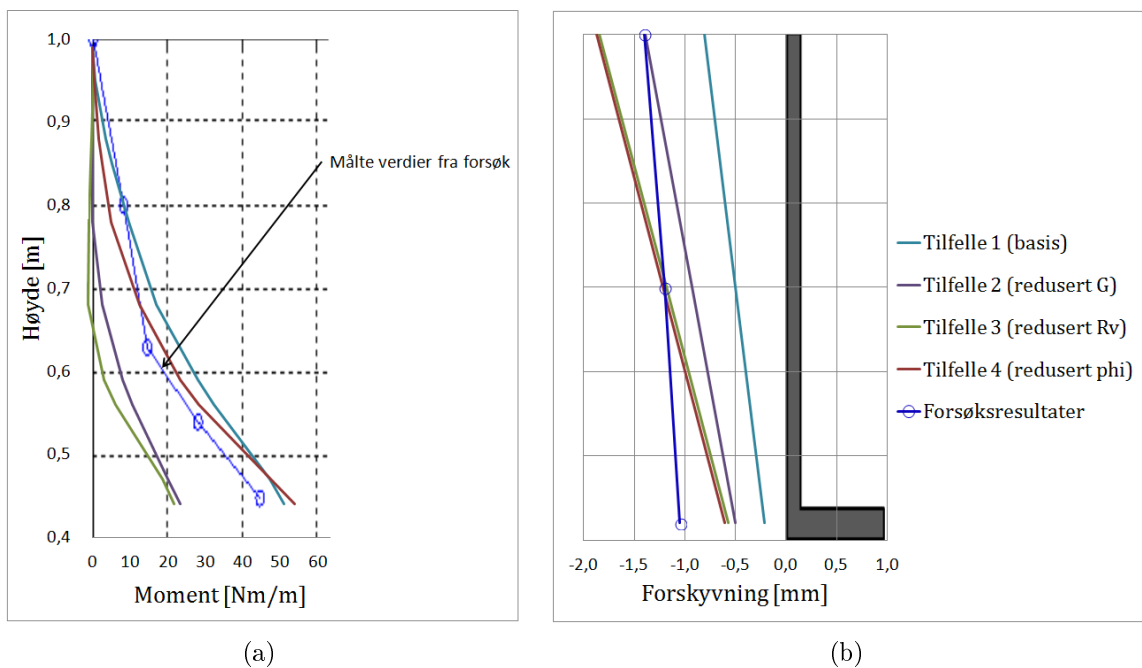 1,0
0,9
0,8
0,7
0,6
0,5
0,4
Høyde [m]
Målte verdier fra forsøk
0 10 20 30 40 50 60
Moment [Nm/m]
(a)
Tilfelle 1 (basis)
Tilfelle 2 (redusert G)
Tilfelle 3 (redusert Rv)
Tilfelle 4 (redusert phi)
Forsøksresultater
-2,0 -1,5 -1,0 -0,5 0,0 0,5 1,0
Forskyvning [mm]
(b)